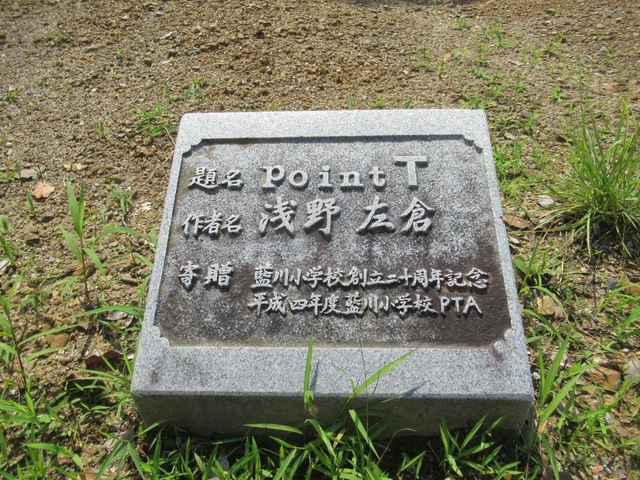 題名 Point T
作者名 浅野 左倉
寄贈 藍川小学校創立二十周年記念
平成四年度藍川小学校PTA